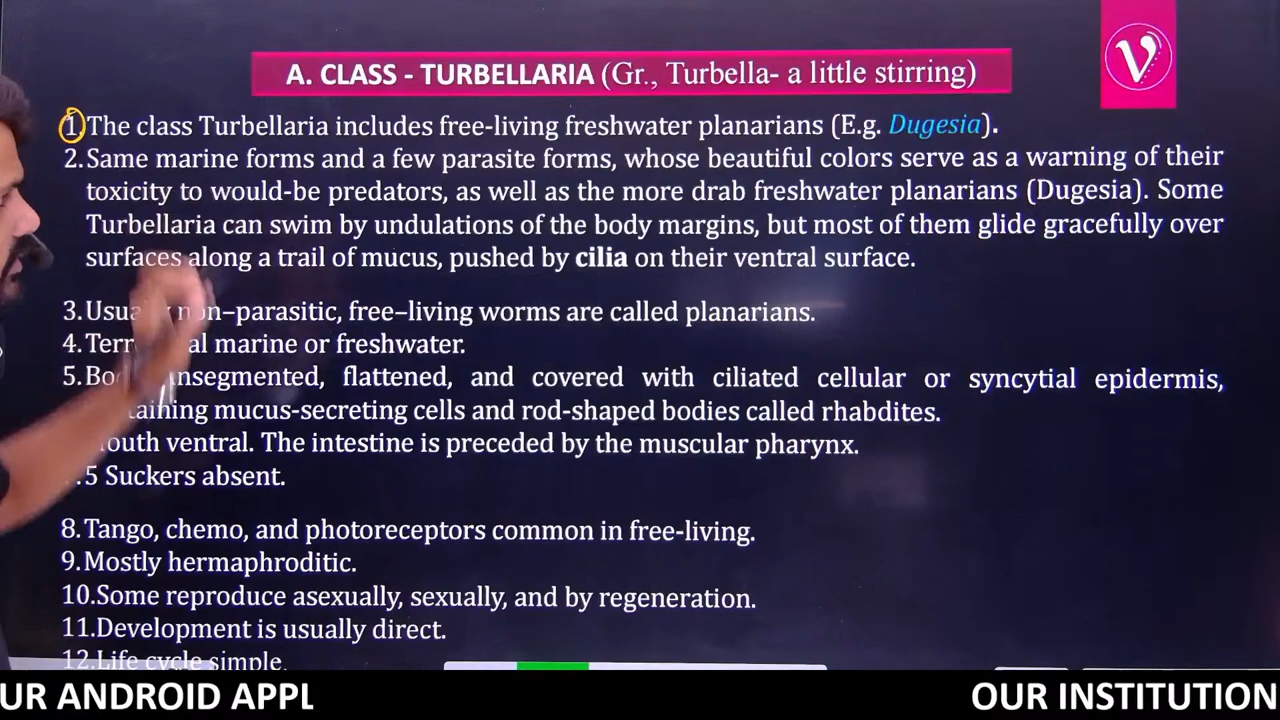 A. CLASS - TURBELLARIA (Gr., Turbella- a little stirring)
V
1. The class Turbellaria includes free-living freshwater planarians (E.g. Dugesia).
2. Same marine forms and a few parasite forms, whose beautiful colors serve as a warning of their
toxicity to would-be predators, as well as the more drab freshwater planarians (Dugesia). Some
Turbellaria can swim by undulations of the body margins, but most of them glide gracefully over
surfaces along a trail of mucus, pushed by cilia on their ventral surface.
3. Usually non–parasitic, free–living worms are called planarians.
4. Terr al marine or freshwater.
5. Bo nsegmented, flattened, and covered with ciliated cellular or syncytial epidermis,
taining mucus-secreting cells and rod-shaped bodies called rhabdites.
outh ventral. The intestine is preceded by the muscular pharynx.
.5 Suckers absent.
8. Tango, chemo, and photoreceptors common in free-living.
9. Mostly hermaphroditic.
10. Some reproduce asexually, sexually, and by regeneration.
11. Development is usually direct.
12. Life cycle simple.
UR ANDROID APPL OUR INSTITUTION